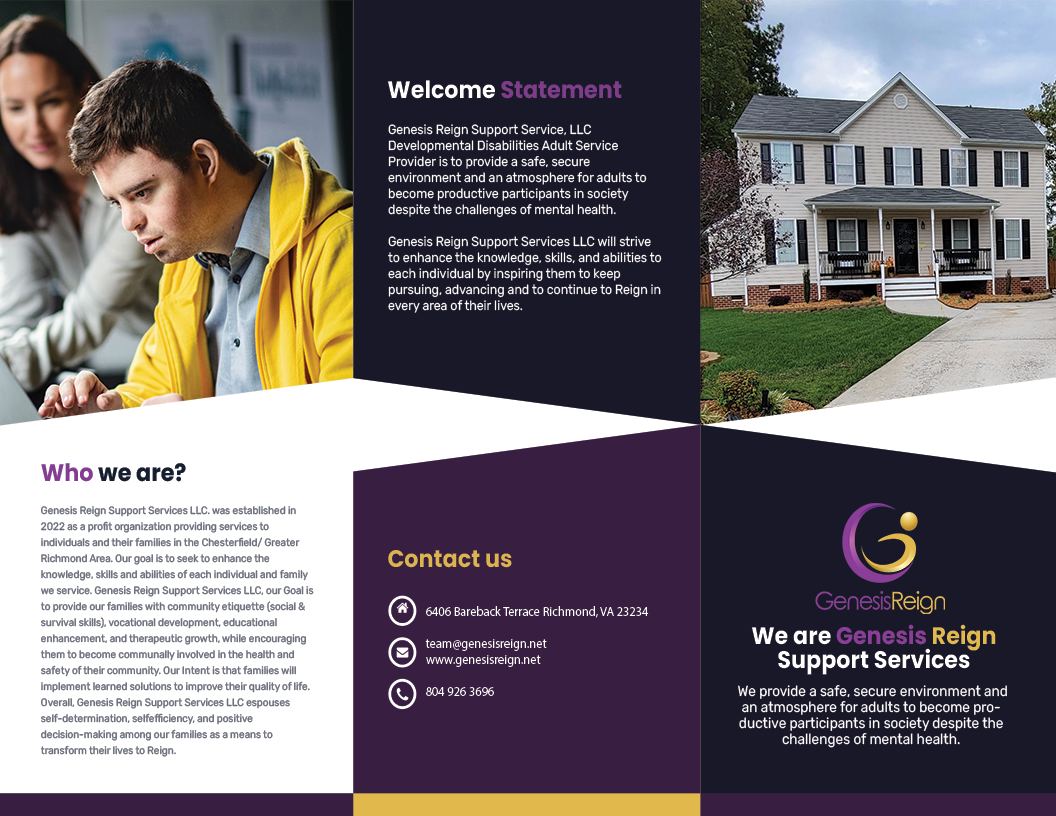 Welcome Statement
Genesis Reign Support Service, LLC
Developmental Disabilities Adult Service
Provider is to provide a safe, secure
environment and an atmosphere for adults to
become productive participants in society
despite the challenges of mental health.
Genesis Reign Support Services LLC will strive
to enhance the knowledge, skills, and abilities to
each individual by inspiring them to keep
pursuing, advancing and to continue to Reign in
every area of their lives.
Who we are?
Genesis Reign Support Services LLC. was established in
2022 as a profit organization providing services to
individuals and their families in the Chesterfield/ Greater
Richmond Area. Our goal is to seek to enhance the
knowledge, skills and abilities of each individual and family
we service. Genesis Reign Support Services LLC, our Goal is
to provide our families with community etiquette (social &
survival skills), vocational development, educational
enhancement, and therapeutic growth, while encouraging
them to become communally involved in the health and
safety of their community. Our Intent is that families will
implement learned solutions to improve their quality of life.
Overall, Genesis Reign Support Services LLC espouses
self-determination, selfefficiency, and positive
decision-making among our families as a means to
transform their lives to Reign.
Contact us
6406 Bareback Terrace Richmond, VA 23234
team@genesisreign.net
www.genesisreign.net
804 926 3696
GenesisReign
We are Genesis Reign
Support Services
We provide a safe, secure environment and
an atmosphere for adults to become pro-
ductive participants in society despite the
challenges of mental health.